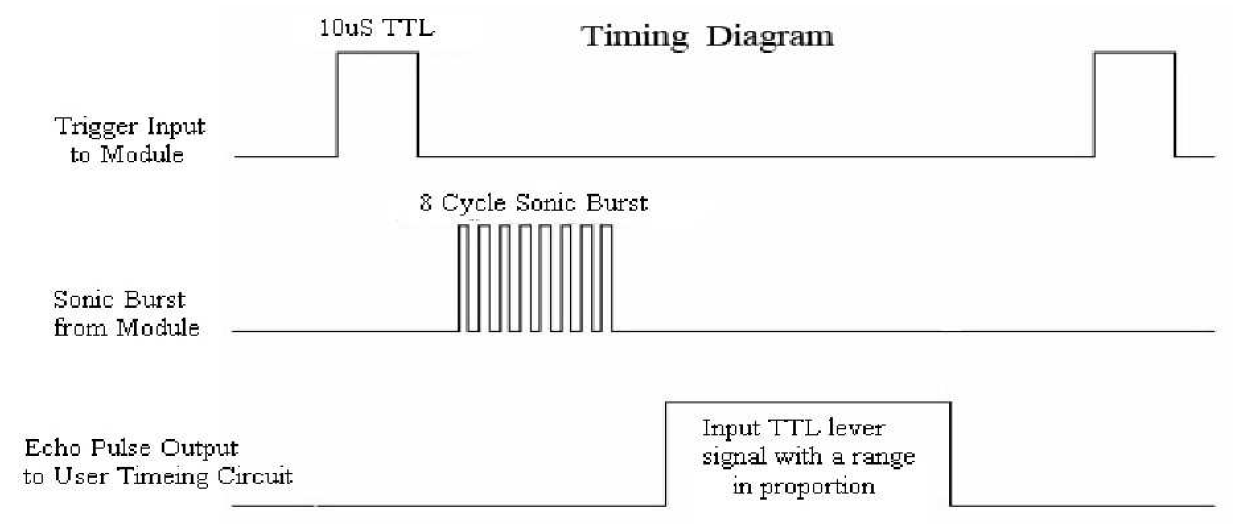 10uS TTL
Timing Diagram
Trigger Input
to Module
8 Cycle Sonic Burst
Sonic Burst
from Module
Echo Pulse Output
to User Timeing Circuit
Input TTL lever
signal with a range
in proportion